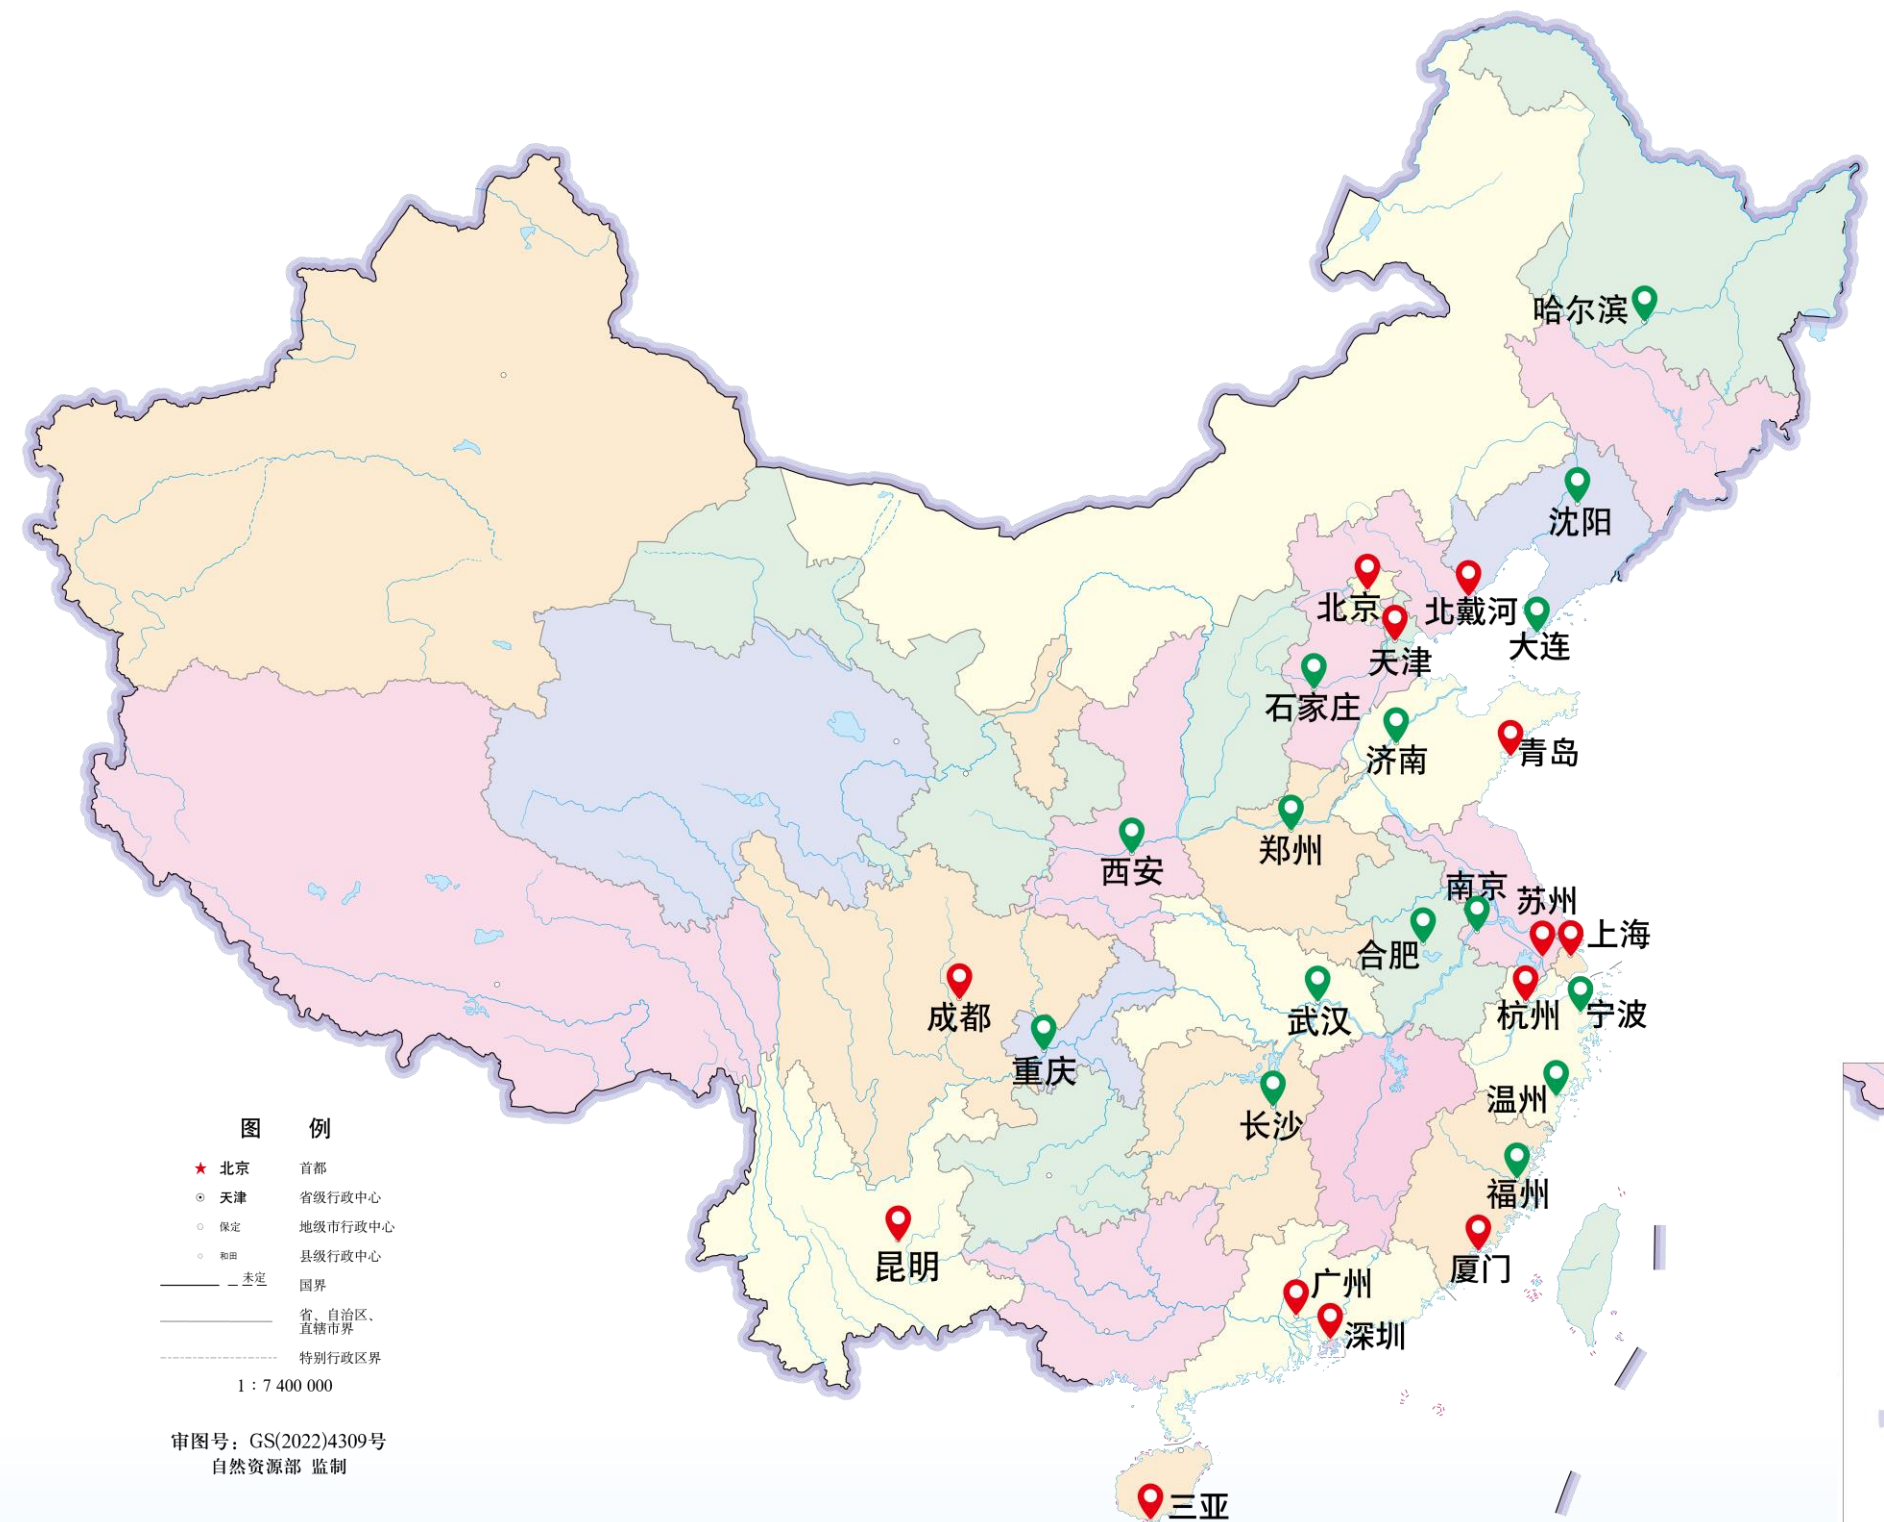 哈尔滨
沈阳
北京
北戴河
大连
天津
石家庄
济南
青岛
郑州
西安
南京
苏州
上海
合肥
成都
武汉
杭州
宁波
重庆
长沙
温州
福州
昆明
厦门
广州
深圳
三亚
图 例
北京 首都
天津 省级行政中心
保定 地级市行政中心
和田 县级行政中心
未定 国界
省、自治区、
直辖市界
特别行政区界
1：7 400 000
审图号：GS(2022)4309号
自然资源部 监制